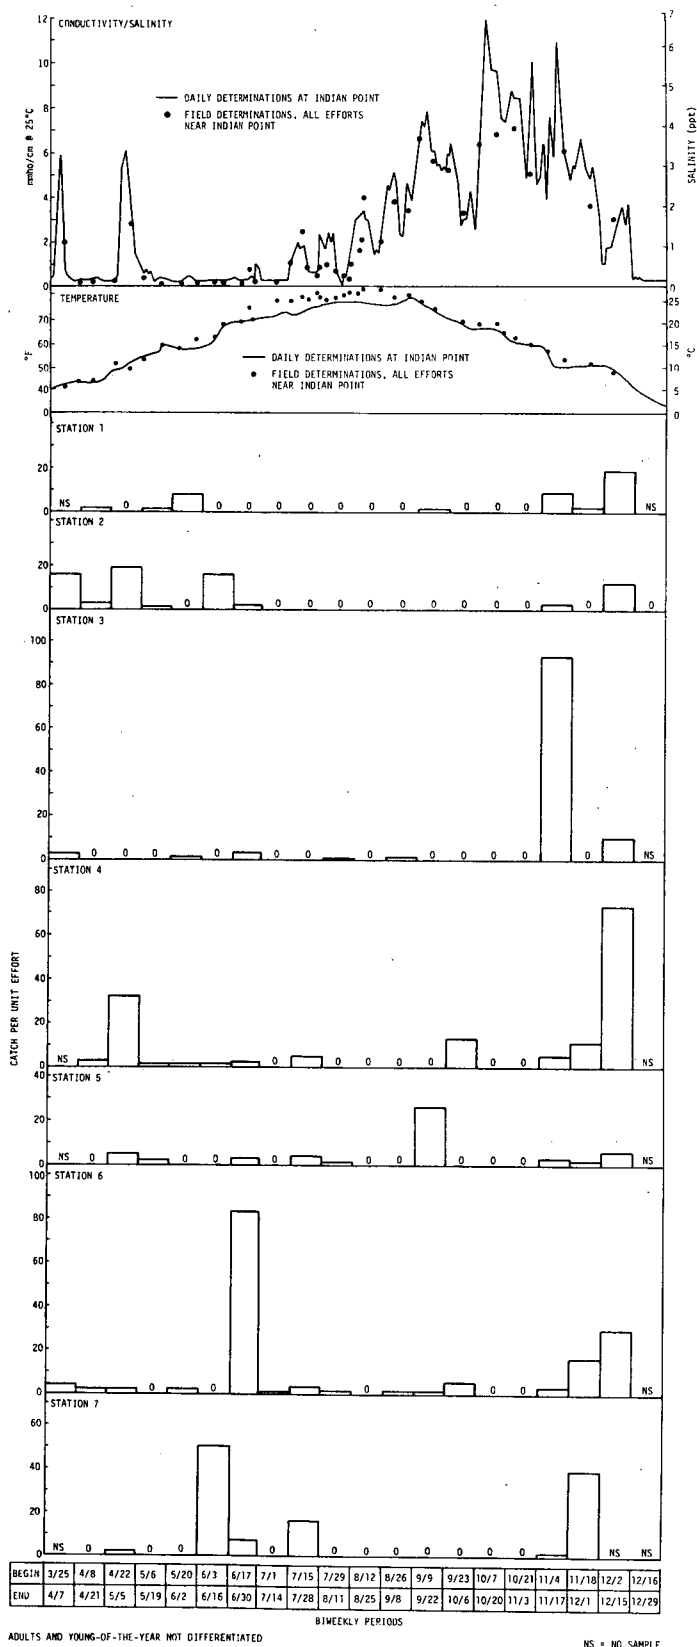 CONDUCTIVITY/SALINITY
12
10
8
6
4
2
0
mmho/cm @ 25°C
7
6
5
4
3
2
1
0
SALINITY (ppt)
DAILY DETERMINATIONS AT INDIAN POINT
FIELD DETERMINATIONS, ALL EFFORTS
NEAR INDIAN POINT
TEMPERATURE
70
60
50
40
0
°F
25
20
15
10
5
0
°C
DAILY DETERMINATIONS AT INDIAN POINT
FIELD DETERMINATIONS, ALL EFFORTS
NEAR INDIAN POINT
STATION 1
20
0
NS 0 0 0 0 0 0 0 0 0 0 0 0 NS
STATION 2
20
0
0 0 0 0 0 0 0 0 0 0 0 0
STATION 3
100
80
60
40
20
0
0 0 0 0 0 0 0 0 0 0 0 0 NS
STATION 4
80
60
40
20
0
NS 0 0 0 0 0 0 0 0 NS
CATCH PER UNIT EFFORT
STATION 5
40
20
0
NS 0 0 0 0 0 0 0 0 0 NS
STATION 6
100
80
60
40
20
0
0 0 0 0 0 NS
STATION 7
60
40
20
0
NS 0 0 0 0 0 0 0 0 0 0 0 NS NS
BEGIN 3/25 4/8 4/22 5/6 5/20 6/3 6/17 7/1 7/15 7/29 8/12 8/26 9/9 9/23 10/7 10/21 11/4 11/18 12/2 12/16
END 4/7 4/21 5/5 5/19 6/2 6/16 6/30 7/14 7/28 8/11 8/25 9/8 9/22 10/6 10/20 11/3 11/17 12/1 12/15 12/29
BIWEEKLY PERIODS
ADULTS AND YOUNG-OF-THE-YEAR NOT DIFFERENTIATED
NS = NO SAMPLE